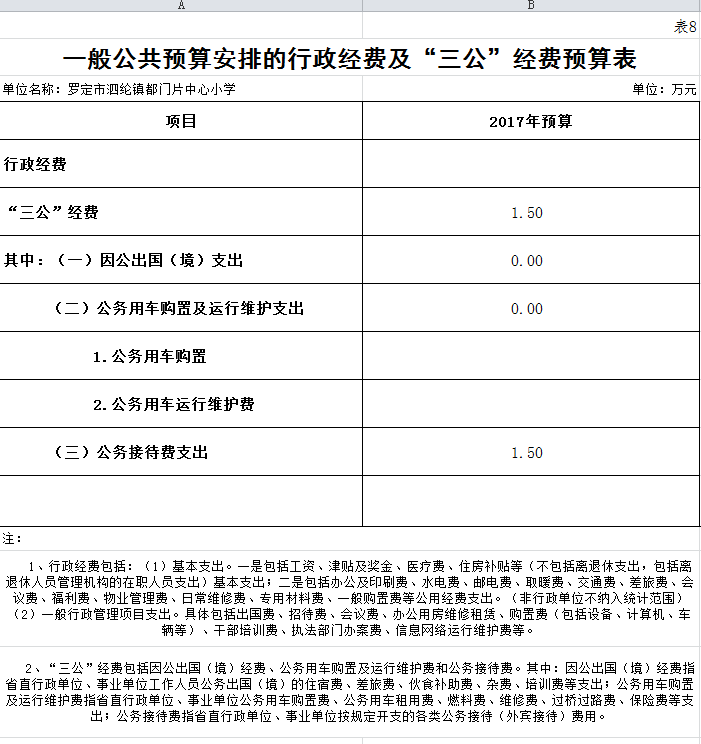 A B
表8
一般公共预算安排的行政经费及“三公”经费预算表
单位名称：罗定市泗纶镇都门片中心小学 单位：万元
项目 2017年预算
行政经费
“三公”经费 1.50
其中：（一）因公出国（境）支出 0.00
（二）公务用车购置及运行维护支出 0.00
1.公务用车购置
2.公务用车运行维护费
（三）公务接待费支出 1.50
注：
1、行政经费包括：（1）基本支出。一是包括工资、津贴及奖金、医疗费、住房补贴等（不包括离退休支出，包括离
退休人员管理机构的在职人员支出）基本支出；二是包括办公及印刷费、水电费、邮电费、取暖费、交通费、差旅费、会
议费、福利费、物业管理费、日常维修费、专用材料费、一般购置费等公用经费支出。（非行政单位不纳入统计范围）
（2）一般行政管理项目支出。具体包括出国费、招待费、会议费、办公用房维修租赁、购置费（包括设备、计算机、车
辆等）、干部培训费、执法部门办案费、信息网络运行维护费等。
2、“三公”经费包括因公出国（境）经费、公务用车购置及运行维护费和公务接待费。其中：因公出国（境）经费指
省直行政单位、事业单位工作人员公务出国（境）的住宿费、差旅费、伙食补助费、杂费、培训费等支出；公务用车购置
及运行维护费指省直行政单位、事业单位公务用车购置费、公务用车租用费、燃料费、维修费、过桥过路费、保险费等支
出；公务接待费指省直行政单位、事业单位按规定开支的各类公务接待（外宾接待）费用。